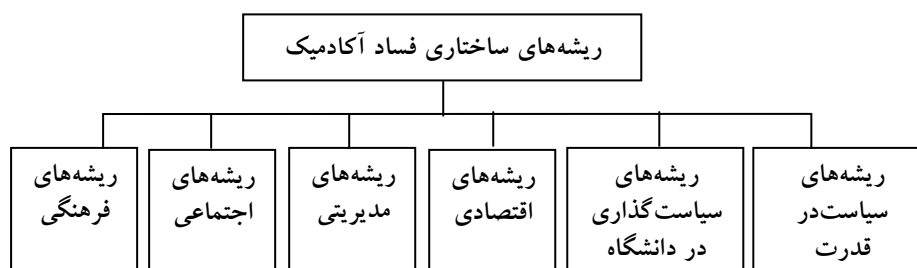 ریشه‌های ساختاری فساد آکادمیک
ریشه‌های
سیاست‌در
قدرت
ریشه‌های
سیاست‌گذاری
در دانشگاه
ریشه‌های
اقتصادی
ریشه‌های
مدیریتی
ریشه‌های
اجتماعی
ریشه‌های
فرهنگی